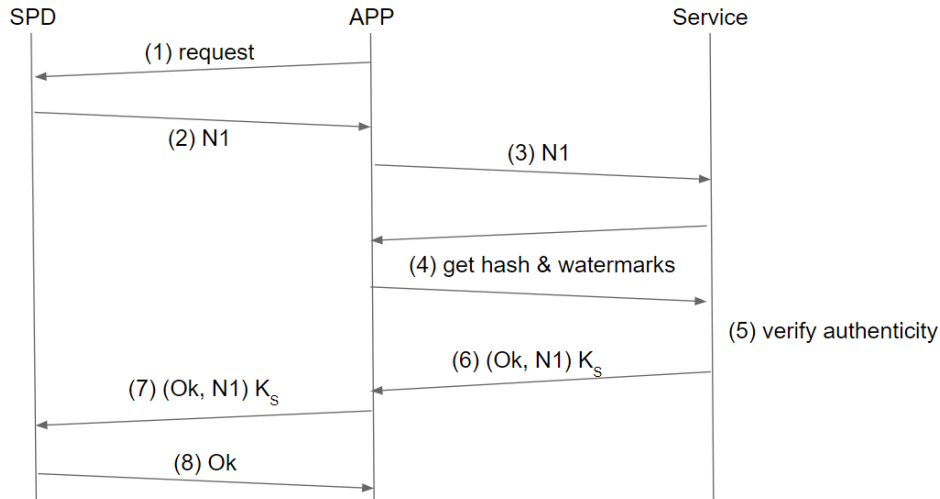 SPD APP Service
(1) request
(2) N1
(3) N1
(4) get hash & watermarks
(5) verify authenticity
(6) (Ok, N1) Ks
(7) (Ok, N1) Ks
(8) Ok